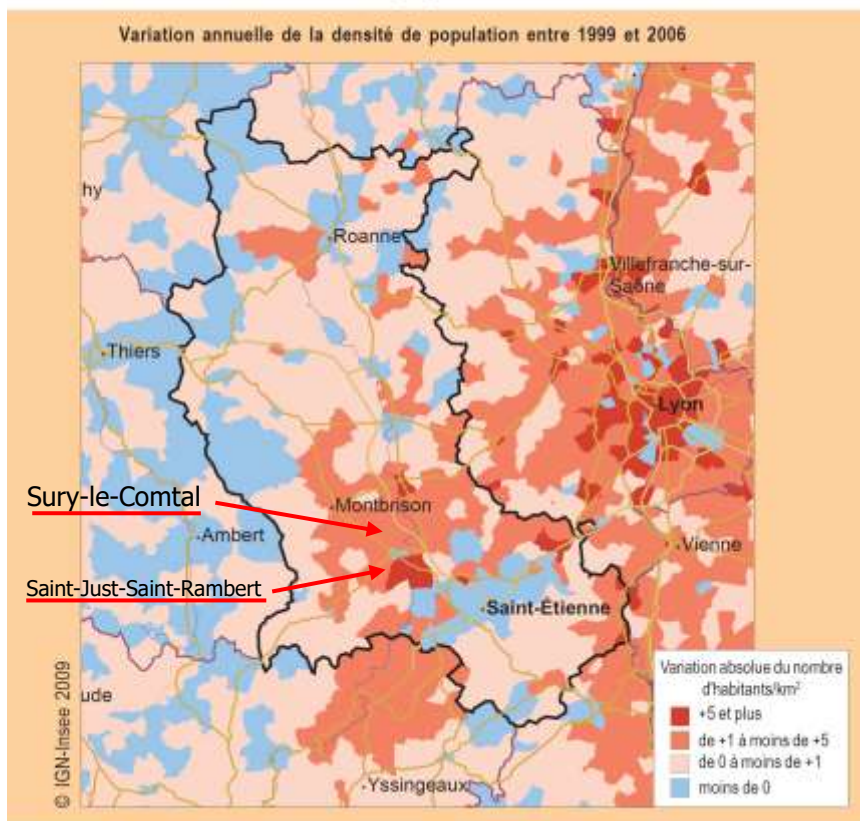 Variation annuelle de la densité de population entre 1999 et 2006
hy
Roanne
Villefranche-sur-
Saône
Thiers
Lyon
Sury-le-Comtal
Montbrison
Ambert
Vienne
Saint-Just-Saint-Rambert
Saint-Étienne
ude
Yssingeaux
© IGN-Insee 2009
Variation absolue du nombre
d'habitants/km²
+5 et plus
de +1 à moins de +5
de 0 à moins de +1
moins de 0